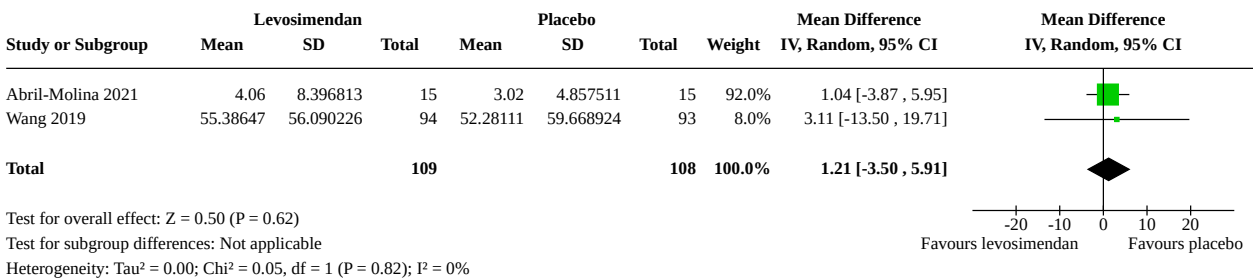 Levosimendan Placebo Mean Difference Mean Difference
Study or Subgroup Mean SD Total Mean SD Total Weight IV, Random, 95% CI IV, Random, 95% CI
Abril-Molina 2021 4.06 8.396813 15 3.02 4.857511 15 92.0% 1.04 [-3.87 , 5.95]
Wang 2019 55.38647 56.090226 94 52.28111 59.668924 93 8.0% 3.11 [-13.50 , 19.71]
Total 109 108 100.0% 1.21 [-3.50 , 5.91]
Test for overall effect: Z = 0.50 (P = 0.62)
-20 -10 0 10 20
Test for subgroup differences: Not applicable
Favours levosimendan Favours placebo
Heterogeneity: Tau² = 0.00; Chi² = 0.05, df = 1 (P = 0.82); I² = 0%